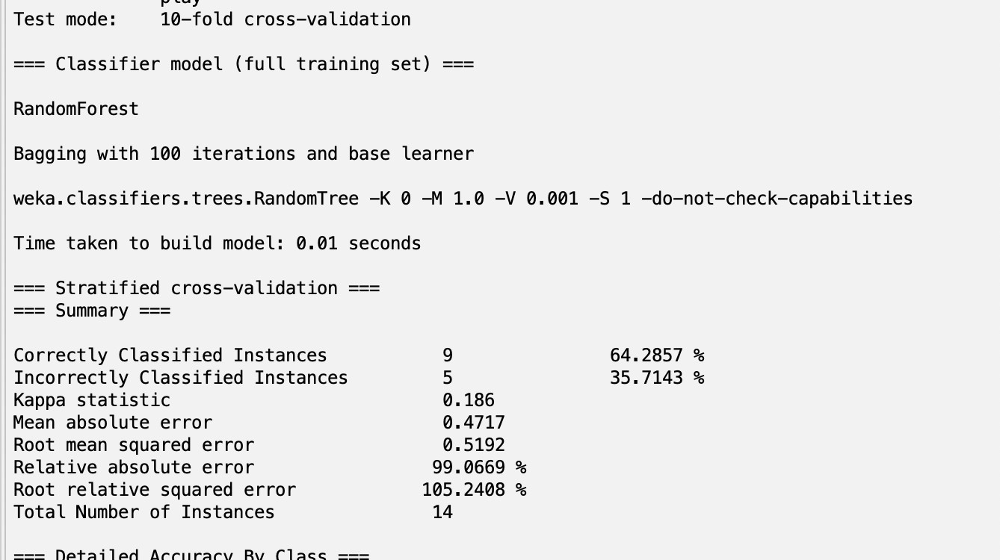 play
Test mode:    10-fold cross-validation
=== Classifier model (full training set) ===
RandomForest
Bagging with 100 iterations and base learner
weka.classifiers.trees.RandomTree -K 0 -M 1.0 -V 0.001 -S 1 -do-not-check-capabilities
Time taken to build model: 0.01 seconds
=== Stratified cross-validation ===
=== Summary ===
Correctly Classified Instances           9               64.2857 %
Incorrectly Classified Instances         5               35.7143 %
Kappa statistic                          0.186
Mean absolute error                      0.4717
Root mean squared error                  0.5192
Relative absolute error                 99.0669 %
Root relative squared error            105.2408 %
Total Number of Instances               14
=== Detailed Accuracy By Class ===